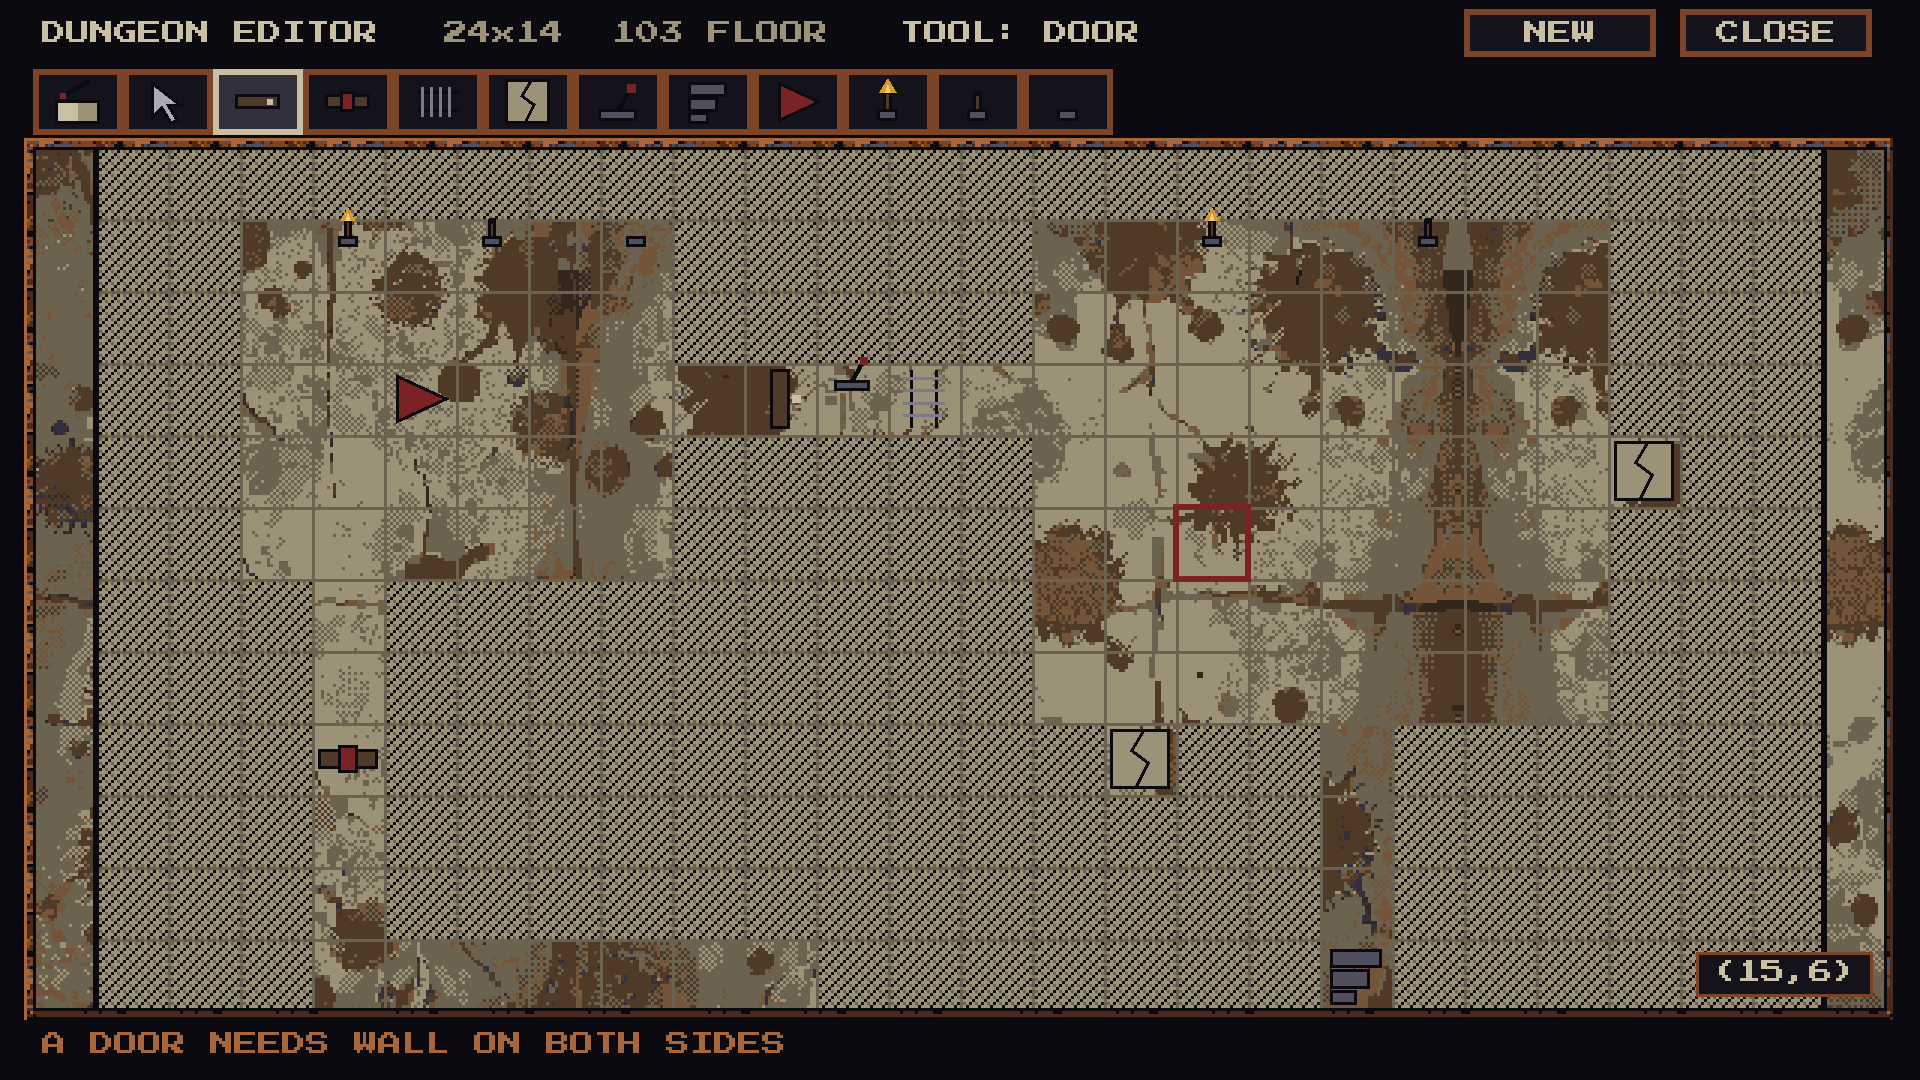 DUNGEON EDITOR 24x14 103 FLOOR TOOL: DOOR NEW CLOSE
(15,6)
A DOOR NEEDS WALL ON BOTH SIDES